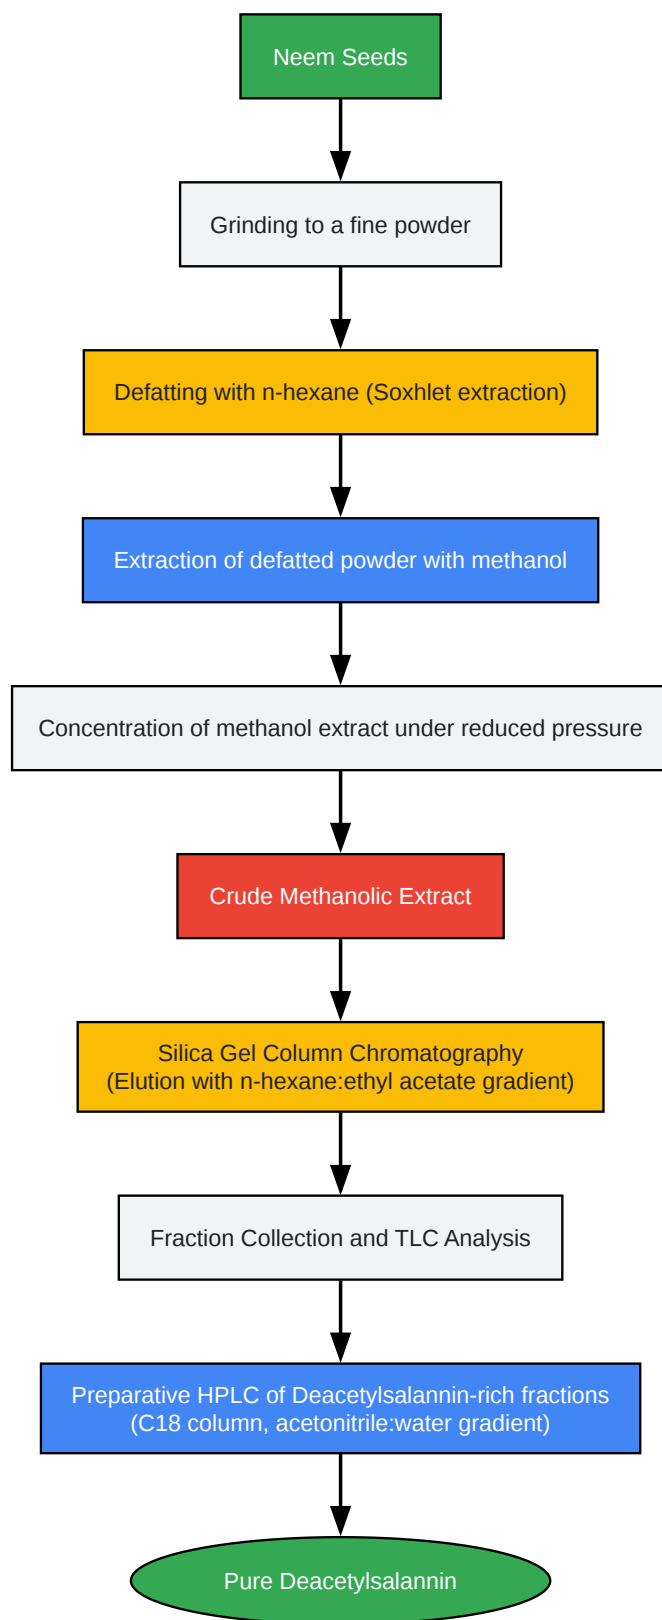 Neem Seeds
Grinding to a fine powder
Defatting with n-hexane (Soxhlet extraction)
Extraction of defatted powder with methanol
Concentration of methanol extract under reduced pressure
Crude Methanolic Extract
Silica Gel Column Chromatography
(Elution with n-hexane:ethyl acetate gradient)
Fraction Collection and TLC Analysis
Preparative HPLC of Deacetylsalannin-rich fractions
(C18 column, acetonitrile:water gradient)
Pure Deacetylsalannin